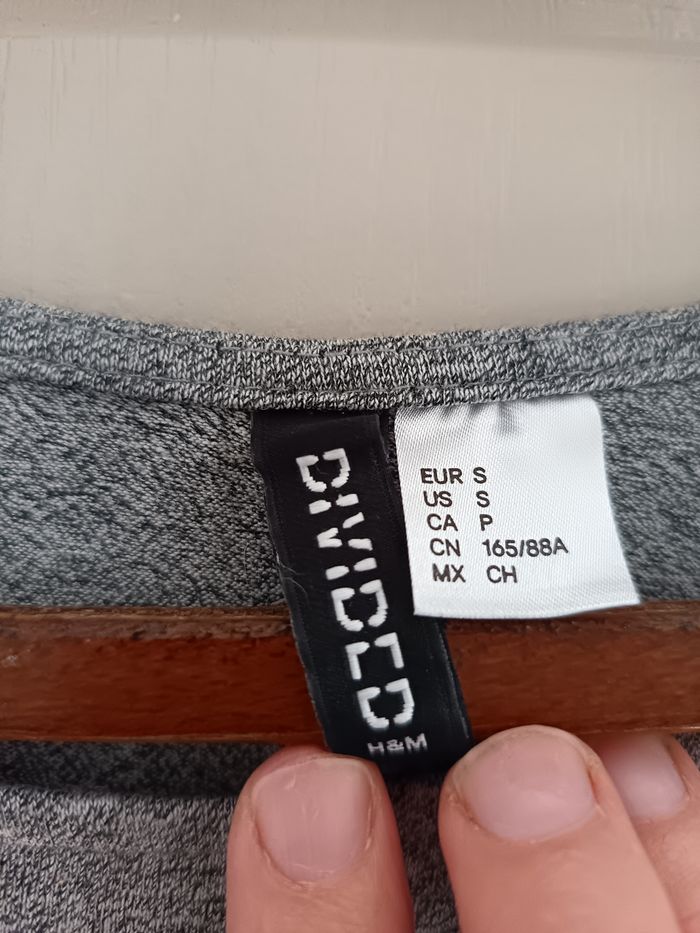 DIVIDED
H&M
EUR S
US S
CA P
CN 165/88A
MX CH